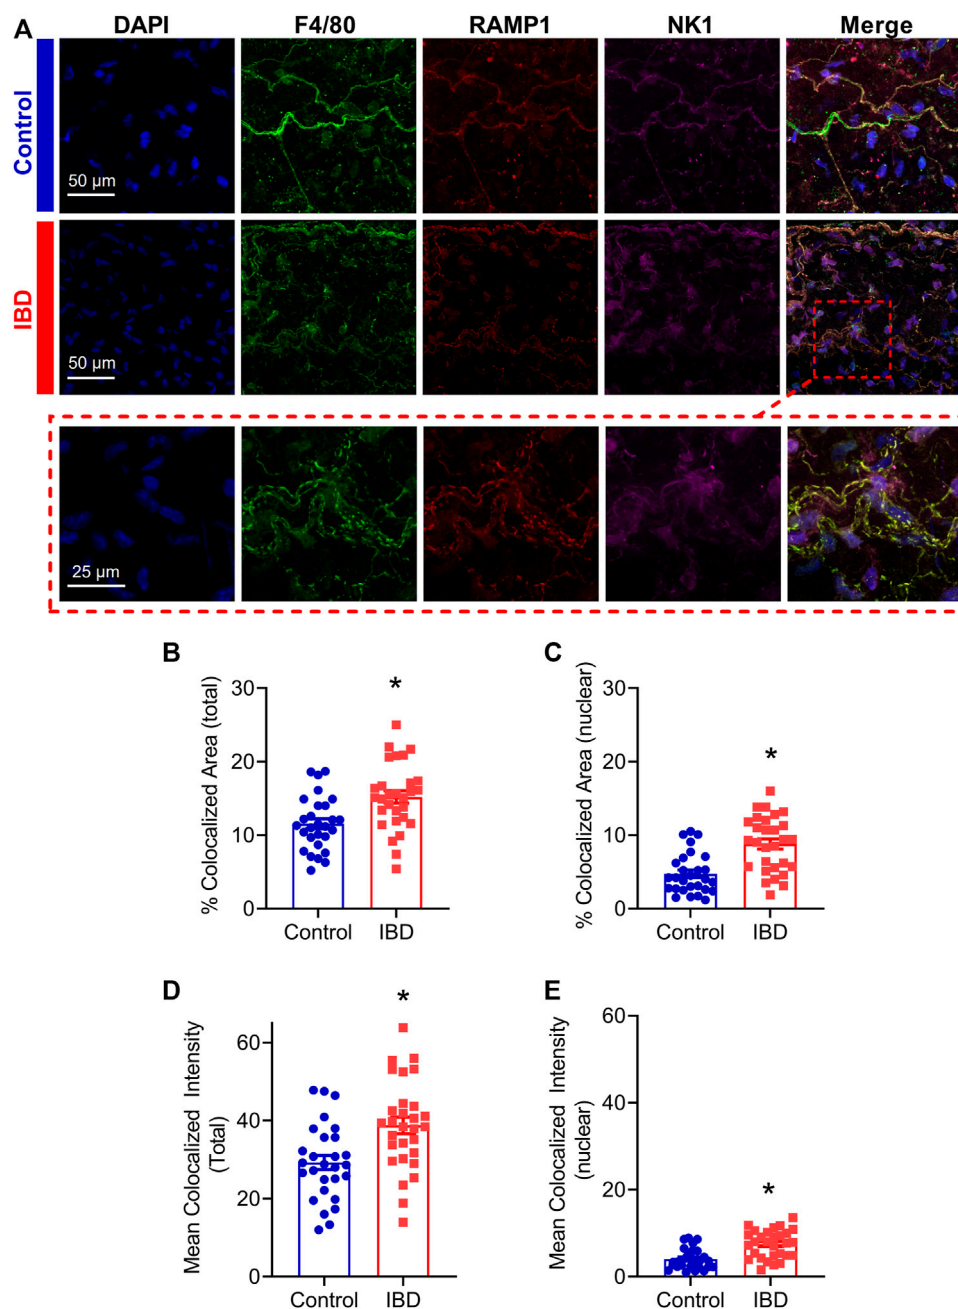 A
DAPI
F4/80
RAMP1
NK1
Merge
Control
50 µm
IBD
50 µm
25 µm
B
% Colocalized Area (total)
30
20
10
0
*
Control
IBD
C
% Colocalized Area (nuclear)
30
20
10
0
*
Control
IBD
D
Mean Colocalized Intensity
(Total)
60
40
20
0
*
Control
IBD
E
Mean Colocalized Intensity
(nuclear)
60
40
20
0
*
Control
IBD